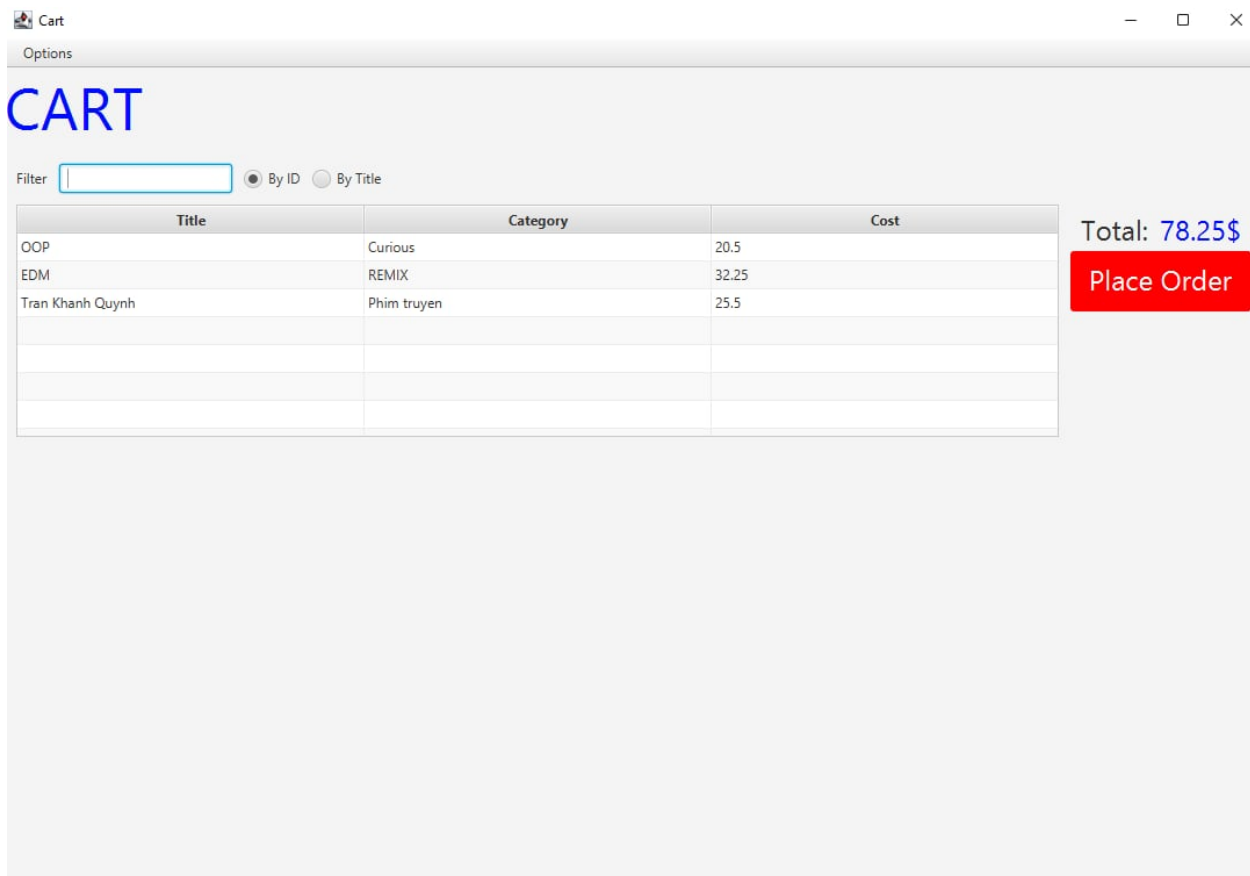 Cart
Options
CART
Filter By ID By Title
Title Category Cost
OOP Curious 20.5
EDM REMIX 32.25
Tran Khanh Quynh Phim truyen 25.5
Total: 78.25$
Place Order